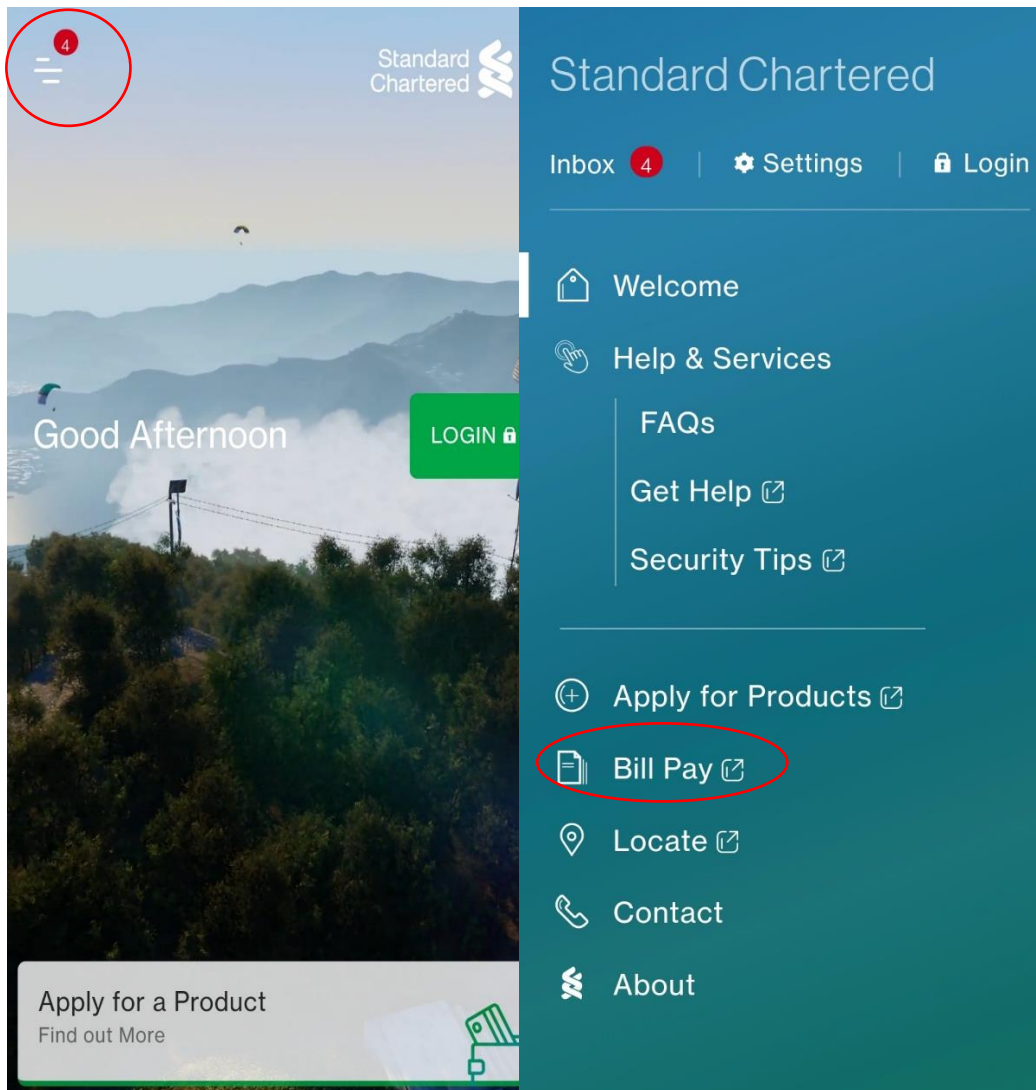 4
Standard
Chartered
Good Afternoon
LOGIN
Apply for a Product
Find out More
Standard Chartered
Inbox 4 | Settings | Login
Welcome
Help & Services
FAQs
Get Help
Security Tips
Apply for Products
Bill Pay
Locate
Contact
About